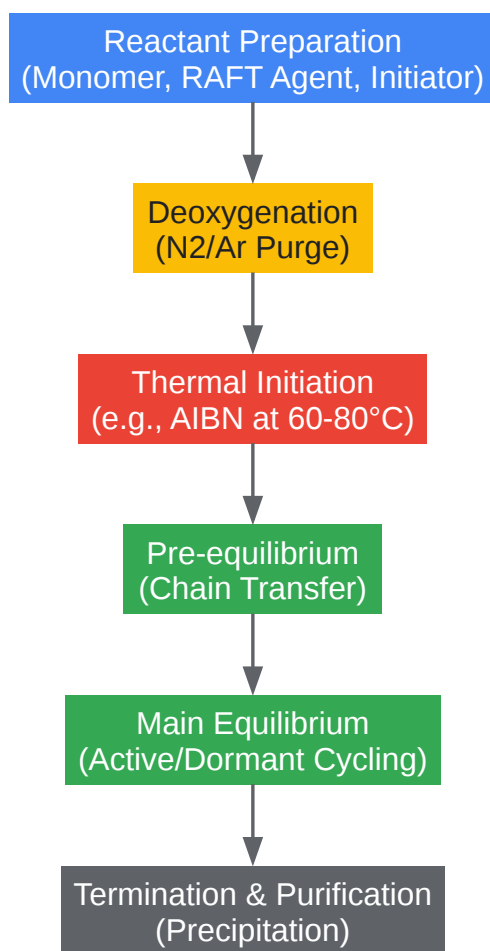 Reactant Preparation
(Monomer, RAFT Agent, Initiator)
Deoxygenation
(N2/Ar Purge)
Thermal Initiation
(e.g., AIBN at 60-80°C)
Pre-equilibrium
(Chain Transfer)
Main Equilibrium
(Active/Dormant Cycling)
Termination & Purification
(Precipitation)